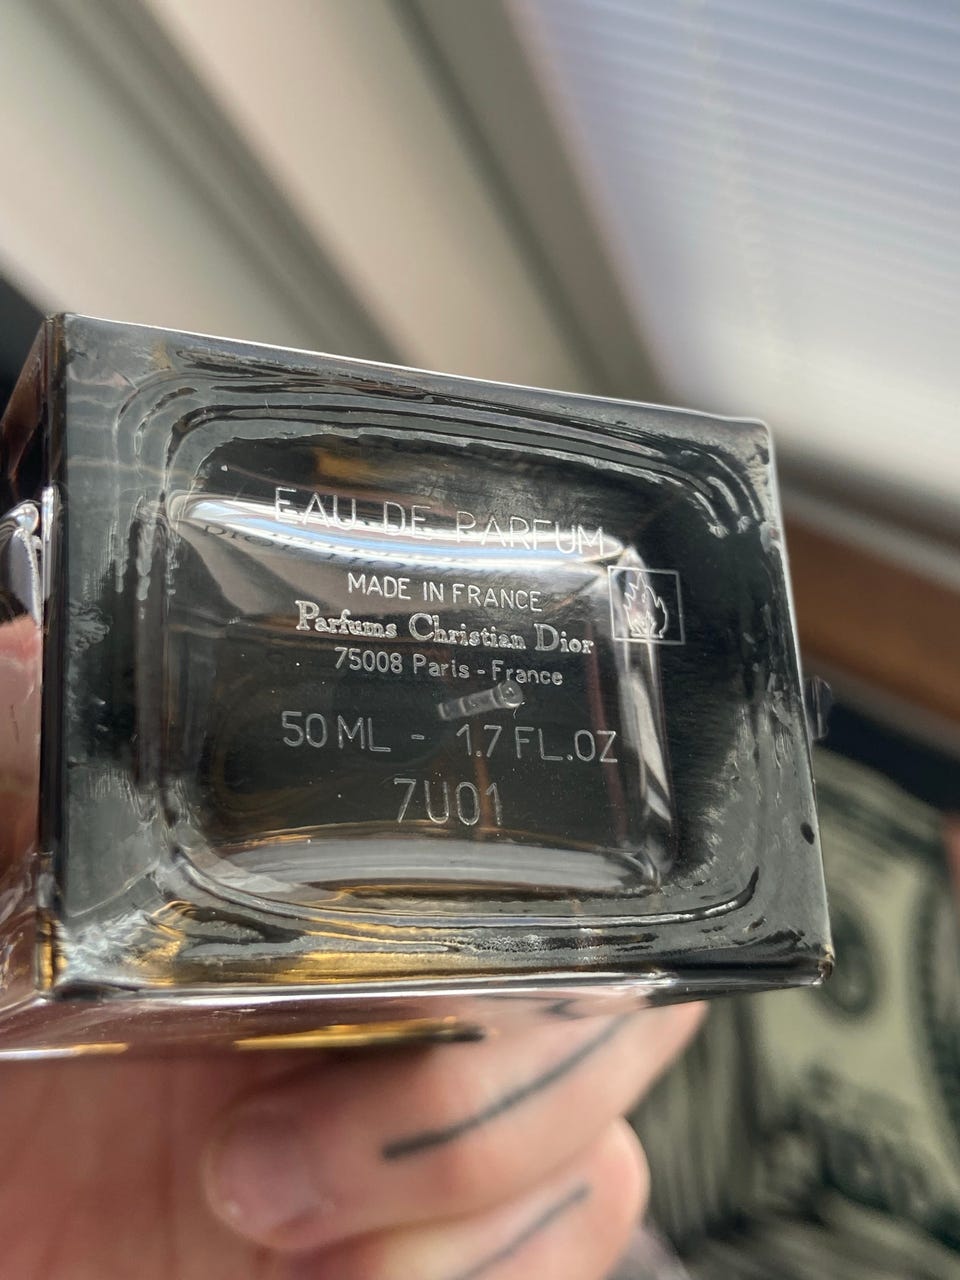 EAU DE PARFUM
MADE IN FRANCE
Parfums Christian Dior
75008 Paris - France
50 ML - 1.7 FL.OZ
7U01